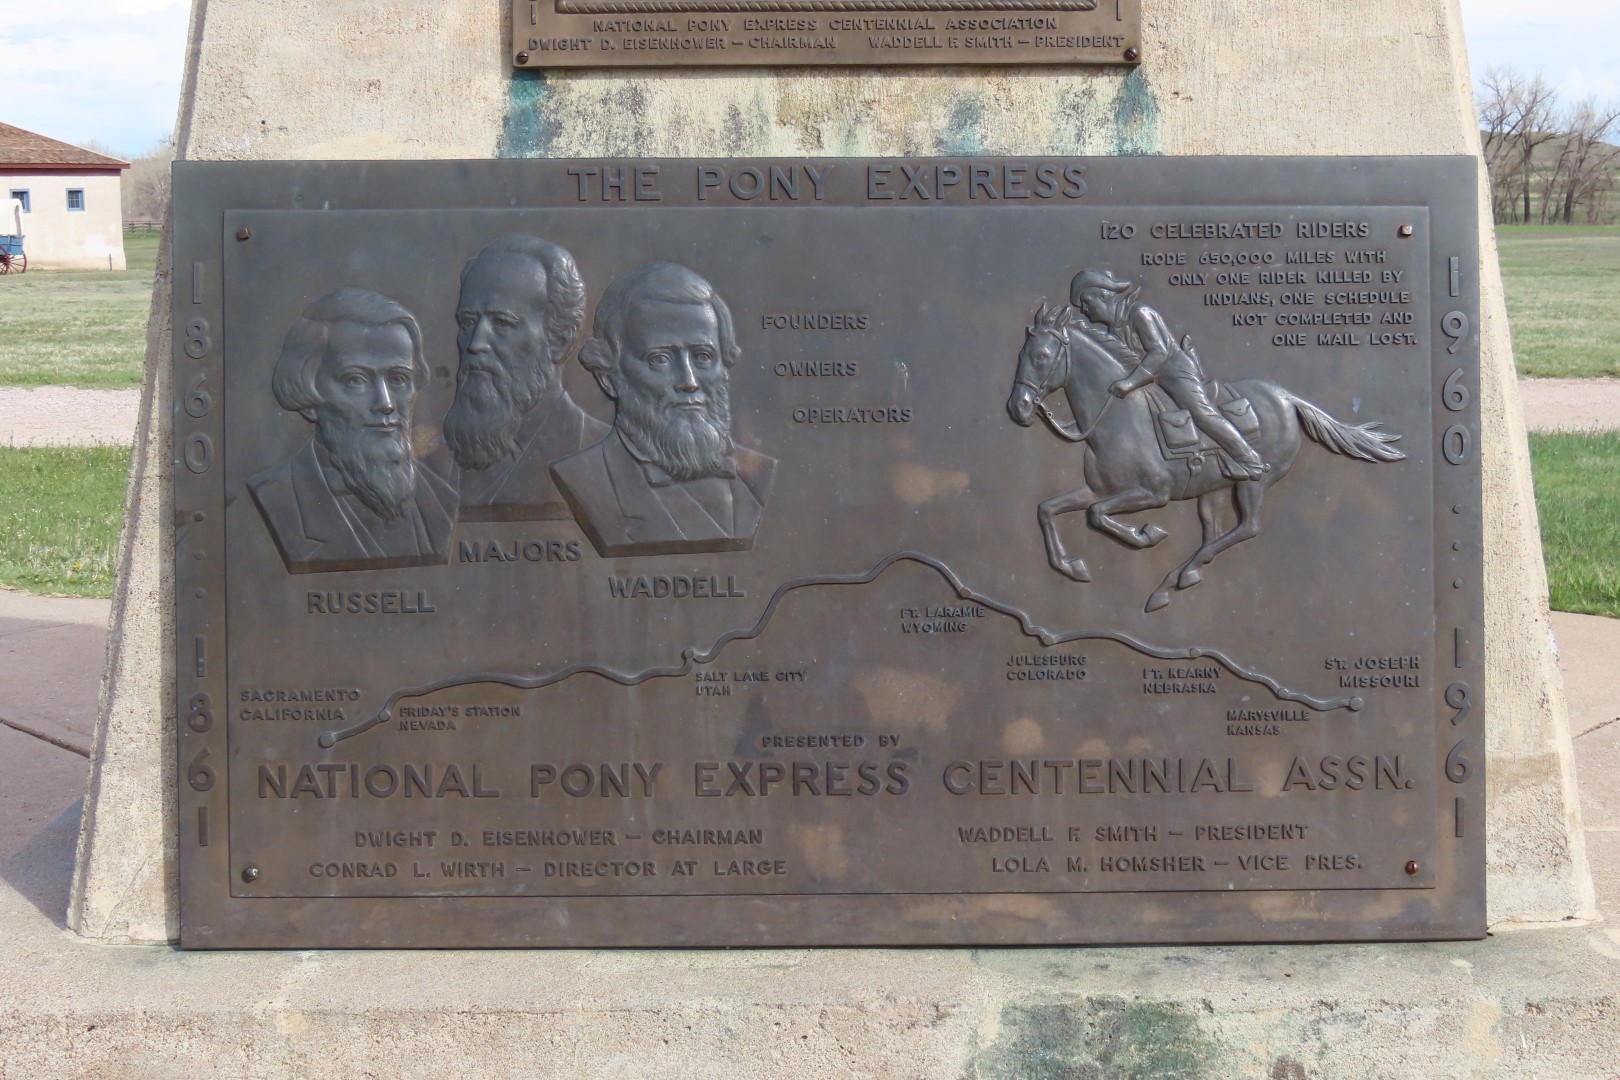 NATIONAL PONY EXPRESS CENTENNIAL ASSOCIATION
DWIGHT D. EISENHOWER — CHAIRMAN WADDELL F. SMITH — PRESIDENT
THE PONY EXPRESS
1860 . . . 1861
120 CELEBRATED RIDERS
RODE 650,000 MILES WITH
ONLY ONE RIDER KILLED BY
INDIANS, ONE SCHEDULE
NOT COMPLETED AND
ONE MAIL LOST.
FOUNDERS
OWNERS
OPERATORS
RUSSELL
MAJORS
WADDELL
SACRAMENTO
CALIFORNIA
FRIDAY'S STATION
NEVADA
SALT LAKE CITY
UTAH
FT. LARAMIE
WYOMING
JULESBURG
COLORADO
FT. KEARNY
NEBRASKA
MARYSVILLE
KANSAS
ST. JOSEPH
MISSOURI
1960 . . . 1961
PRESENTED BY
NATIONAL PONY EXPRESS CENTENNIAL ASSN.
DWIGHT D. EISENHOWER — CHAIRMAN
CONRAD L. WIRTH — DIRECTOR AT LARGE
WADDELL F. SMITH — PRESIDENT
LOLA M. HOMSHER — VICE PRES.